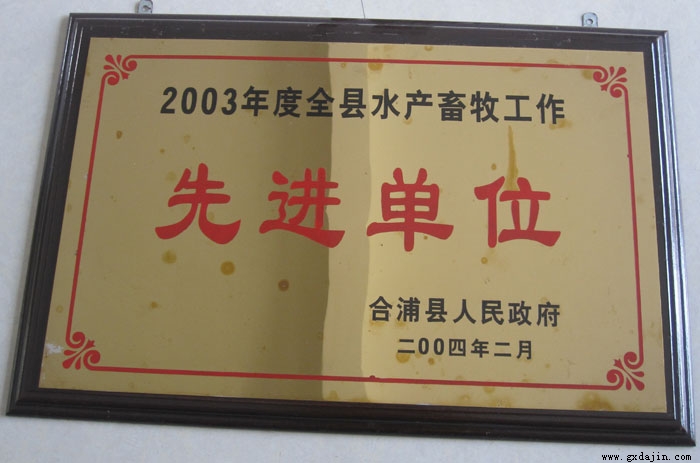 2003年度全县水产畜牧工作
先进单位
合浦县人民政府
二00四年二月
www.gxdajin.com